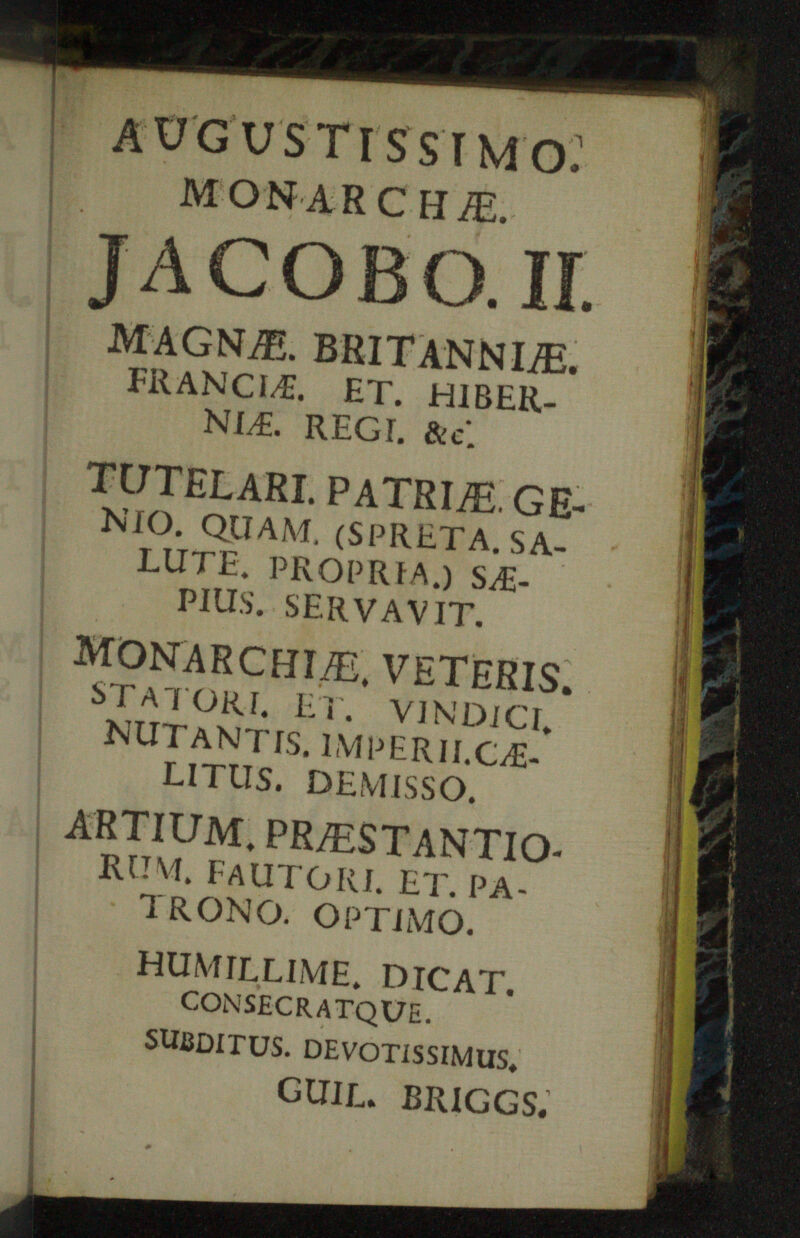 AUGUSTISSIMO.
MONARCHÆ.
JACOBO. II.
MAGNÆ. BRITANNIÆ.
FRANCIÆ. ET. HIBER-
NIÆ. REGI. &c.
TUTELARI. PATRIÆ. GE-
NIO. QUAM. (SPRETA. SA-
LUTE. PROPRIA.) SÆ-
PIUS. SERVAVIT.
MONARCHIÆ. VETERIS.
STATORI. ET. VINDICI.
NUTANTIS. IMPERII. CÆ-
LITUS. DEMISSO.
ARTIUM. PRÆSTANTIO-
RUM. FAUTORI. ET. PA-
TRONO. OPTIMO.
HUMILLIME. DICAT.
CONSECRATQUE.
SUBDITUS. DEVOTISSIMUS.
GUIL. BRIGGS.